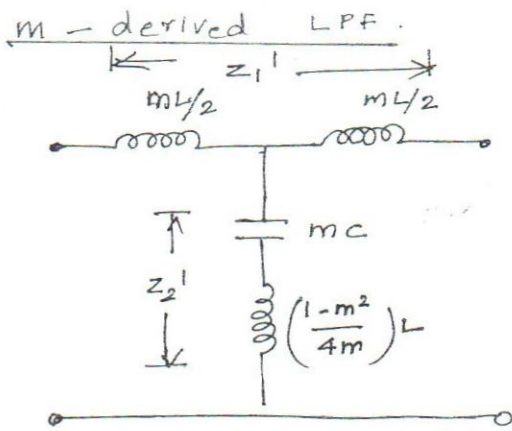 m - derived LPF.
Z₁'
mL/2 mL/2
mc
Z₂'
(1-m²/4m)L